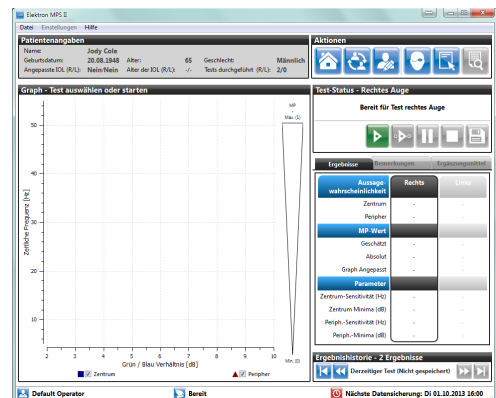 Elektron MPS II
Datei Einstellungen Hilfe
Patientenangaben
Name: Jody Cole
Geburtsdatum: 20.08.1948 Alter: 65 Geschlecht: Männlich
Angepasste IOL (R/L): Nein/Nein Alter der IOL (R/L): -/- Tests durchgeführt (R/L): 2/0
Aktionen
Graph - Test auswählen oder starten
MP
-
Max. (1)
50
40
30
20
10
Zeitliche Frequenz [Hz]
2 3 4 5 6 7 8 9 10
Min. (0)
Grün / Blau Verhältnis [dB]
Zentrum
Peripher
Test-Status - Rechtes Auge
Bereit für Test rechtes Auge
Ergebnisse Bemerkungen Ergänzungsmittel
Aussage-
wahrscheinlichkeit Rechts Links
Zentrum - -
Peripher - -
MP-Wert
Geschätzt - -
Absolut - -
Graph Angepasst - -
Parameter
Zentrum-Sensitivität (Hz) - -
Zentrum Minima (dB) - -
Periph.-Sensitivität (Hz) - -
Periph.-Minima (dB) - -
Ergebnishistorie - 2 Ergebnisse
Derzeitiger Test (Nicht gespeichert)
Default Operator
Bereit
Nächste Datensicherung: Di 01.10.2013 16:00